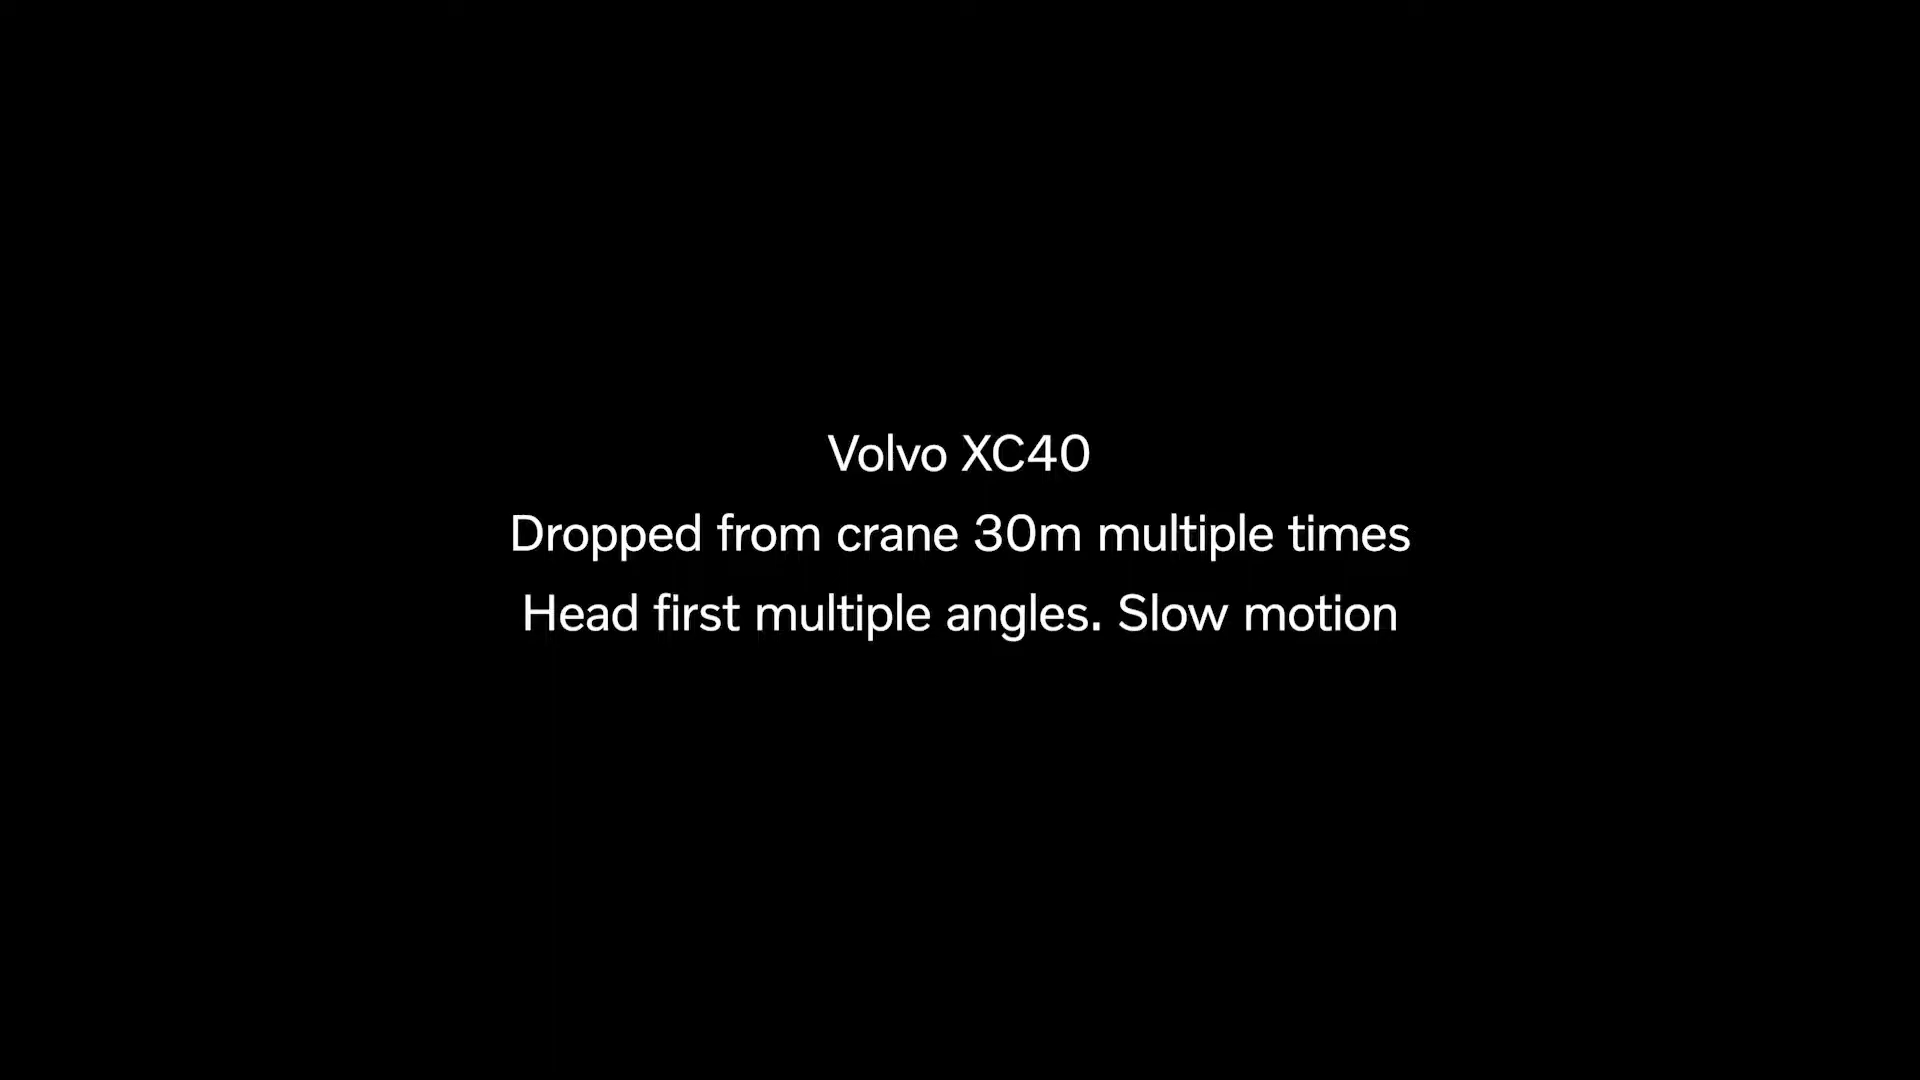 Volvo XC40
Dropped from crane 30m multiple times
Head first multiple angles. Slow motion